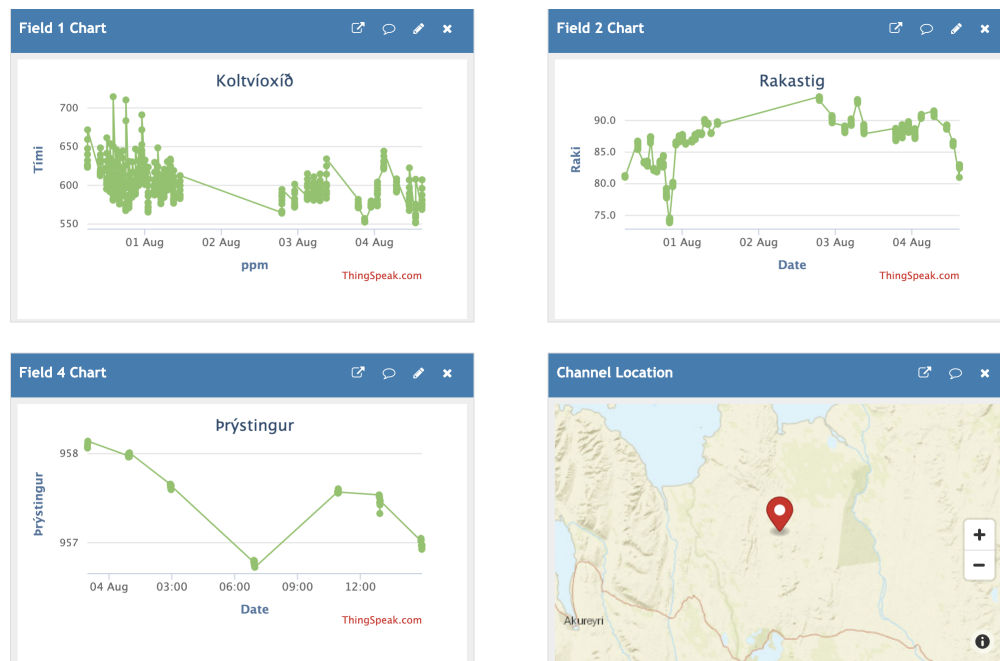 Field 1 Chart
Koltvíoxíð
700
650
600
550
Tími
01 Aug
02 Aug
03 Aug
04 Aug
ppm
ThingSpeak.com
Field 2 Chart
Rakastig
90.0
85.0
80.0
75.0
Raki
01 Aug
02 Aug
03 Aug
04 Aug
Date
ThingSpeak.com
Field 4 Chart
Þrýstingur
958
957
Þrýstingur
04 Aug
03:00
06:00
09:00
12:00
Date
ThingSpeak.com
Channel Location
+
−
Akureyri